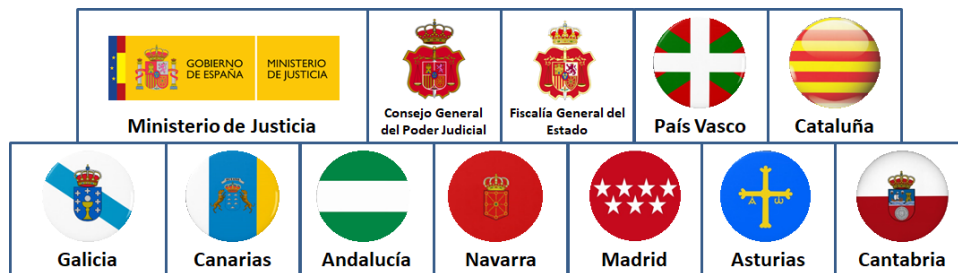 GOBIERNO
DE ESPAÑA
MINISTERIO
DE JUSTICIA
Ministerio de Justicia
Consejo General
del Poder Judicial
Fiscalía General del
Estado
País Vasco
Cataluña
Galicia
Canarias
Andalucía
Navarra
Madrid
Asturias
Cantabria